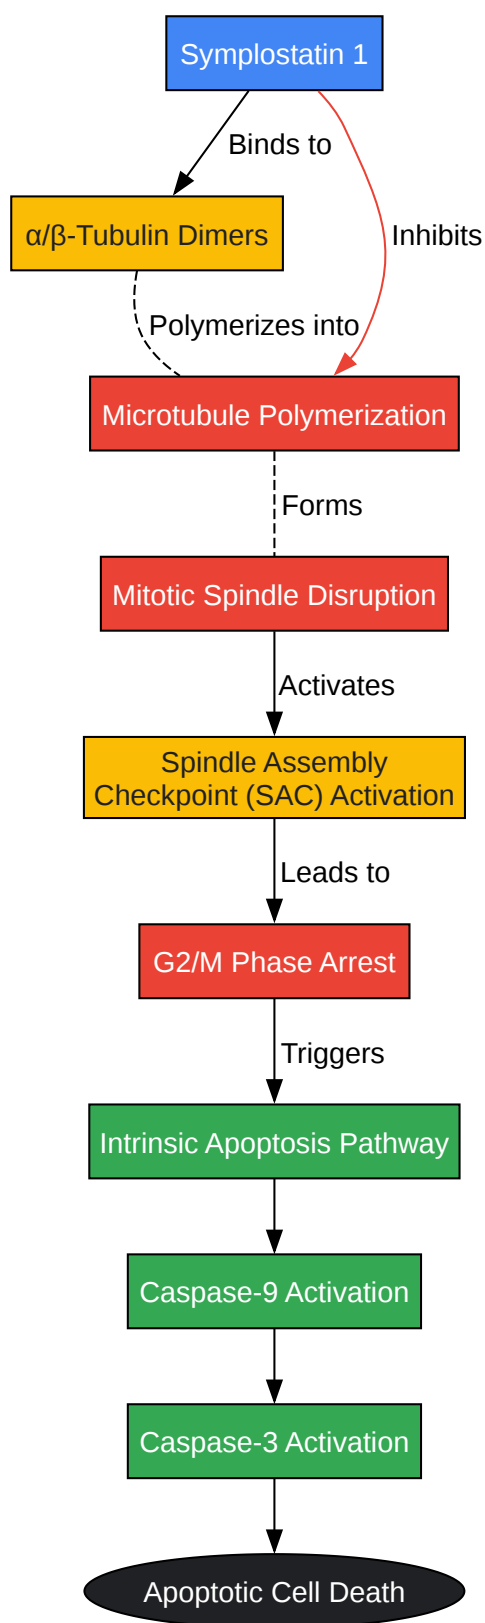 Symplostatin 1
Binds to
α/β-Tubulin Dimers
Inhibits
Polymerizes into
Microtubule Polymerization
Forms
Mitotic Spindle Disruption
Activates
Spindle Assembly
Checkpoint (SAC) Activation
Leads to
G2/M Phase Arrest
Triggers
Intrinsic Apoptosis Pathway
Caspase-9 Activation
Caspase-3 Activation
Apoptotic Cell Death